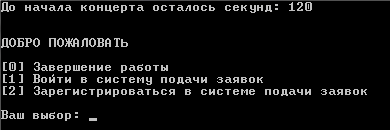 До начала концерта осталось секунд: 120
ДОБРО ПОЖАЛОВАТЬ
[0] Завершение работы
[1] Войти в систему подачи заявок
[2] Зарегистрироваться в системе подачи заявок
Ваш выбор: _